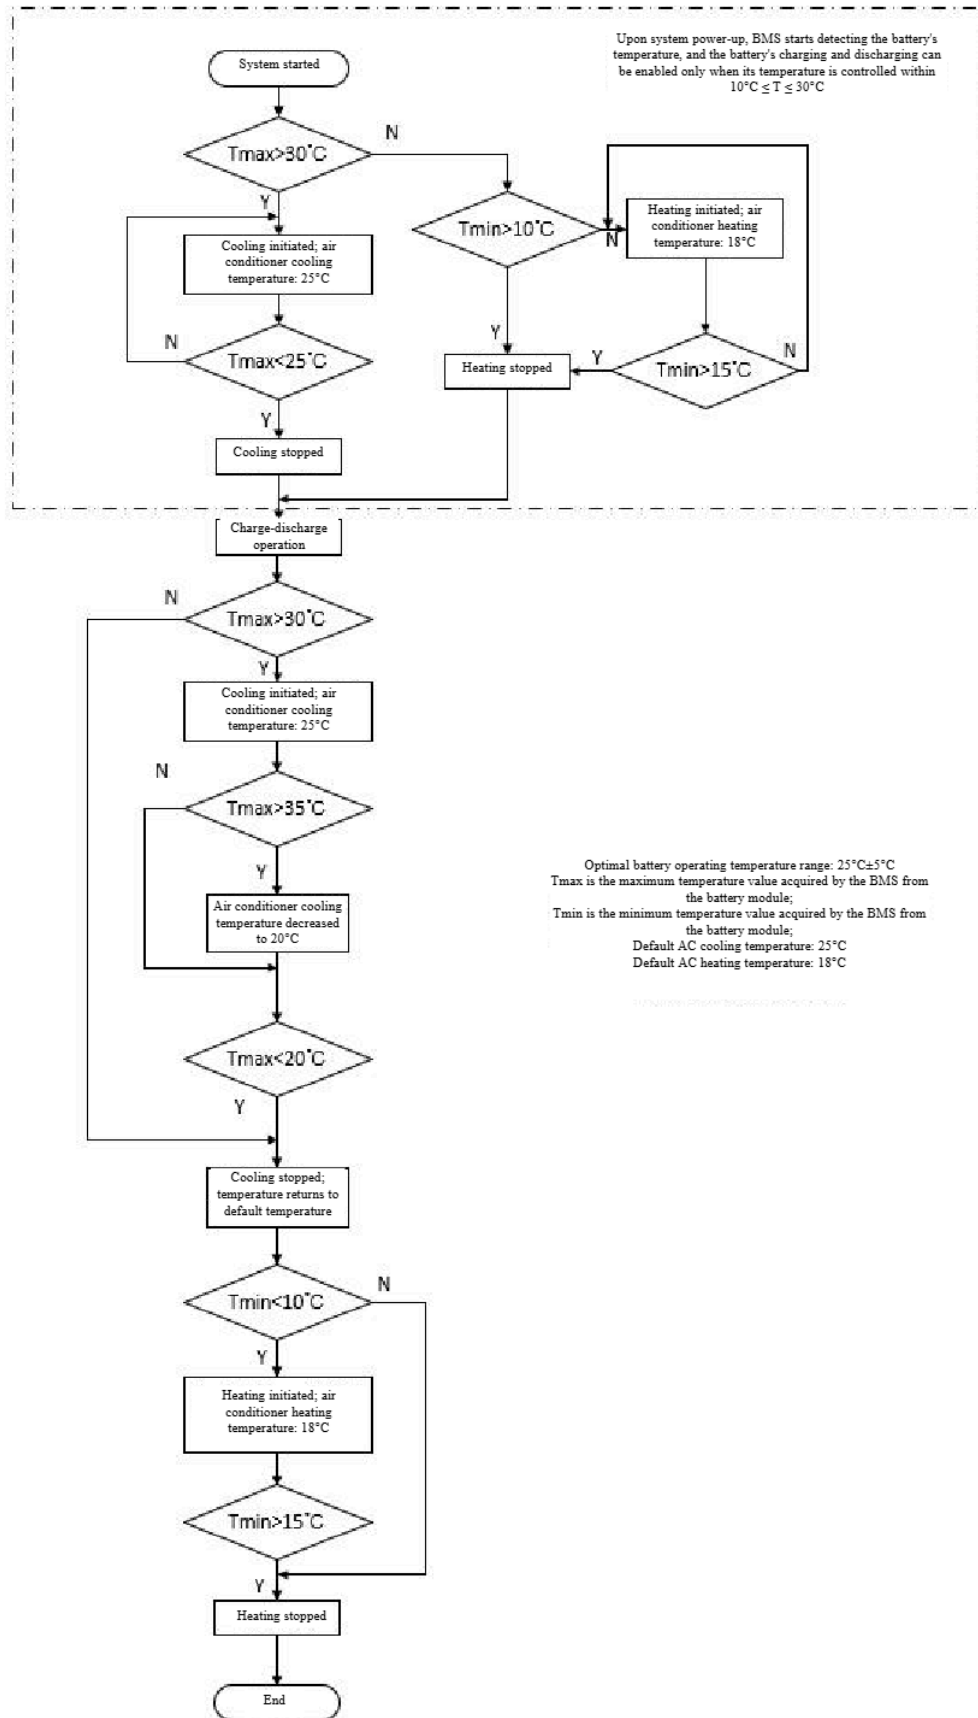 Upon system power-up, BMS starts detecting the battery's
temperature, and the battery's charging and discharging can
be enabled only when its temperature is controlled within
10°C ≤ T ≤ 30°C
System started
N
Tmax>30°C
Y
Tmin>10°C
N
Heating initiated; air
conditioner heating
temperature: 18°C
Cooling initiated; air
conditioner cooling
temperature: 25°C
Y
N
Tmax<25°C
Heating stopped
Y
Tmin>15°C
N
Y
Cooling stopped
Charge-discharge
operation
N
Tmax>30°C
Y
Cooling initiated; air
conditioner cooling
temperature: 25°C
N
Tmax>35°C
Y
Air conditioner cooling
temperature decreased
to 20°C
Optimal battery operating temperature range: 25°C±5°C
Tmax is the maximum temperature value acquired by the BMS from
the battery module;
Tmin is the minimum temperature value acquired by the BMS from
the battery module;
Default AC cooling temperature: 25°C
Default AC heating temperature: 18°C
Tmax<20°C
Y
Cooling stopped;
temperature returns to
default temperature
Tmin<10°C
N
Y
Heating initiated; air
conditioner heating
temperature: 18°C
Tmin>15°C
Y
Heating stopped
End